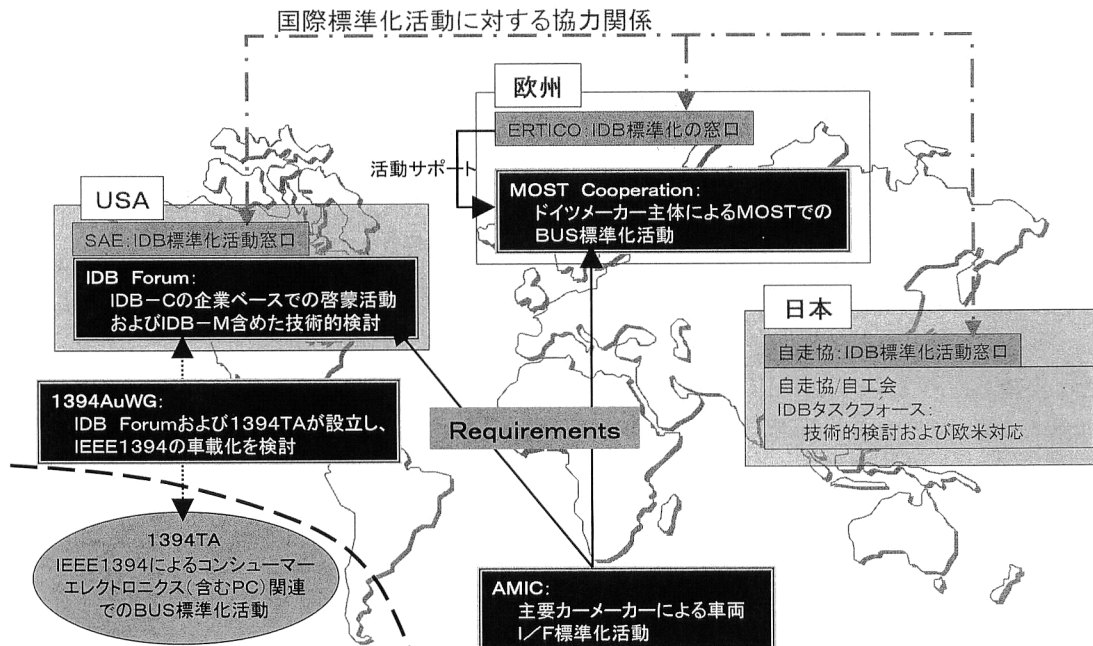 国際標準化活動に対する協力関係
欧州
ERTICO:IDB標準化の窓口
活動サポート
MOST Cooperation:
ドイツメーカー主体によるMOSTでの
BUS標準化活動
USA
SAE:IDB標準化活動窓口
IDB Forum:
IDB－Cの企業ベースでの啓蒙活動
およびIDB－M含めた技術的検討
日本
自走協:IDB標準化活動窓口
自走協/自工会
IDBタスクフォース:
技術的検討および欧米対応
1394AuWG:
IDB Forumおよび1394TAが設立し、
IEEE1394の車載化を検討
Requirements
1394TA
IEEE1394によるコンシューマー
エレクトロニクス(含むPC)関連
でのBUS標準化活動
AMIC:
主要カーメーカーによる車両
I／F標準化活動